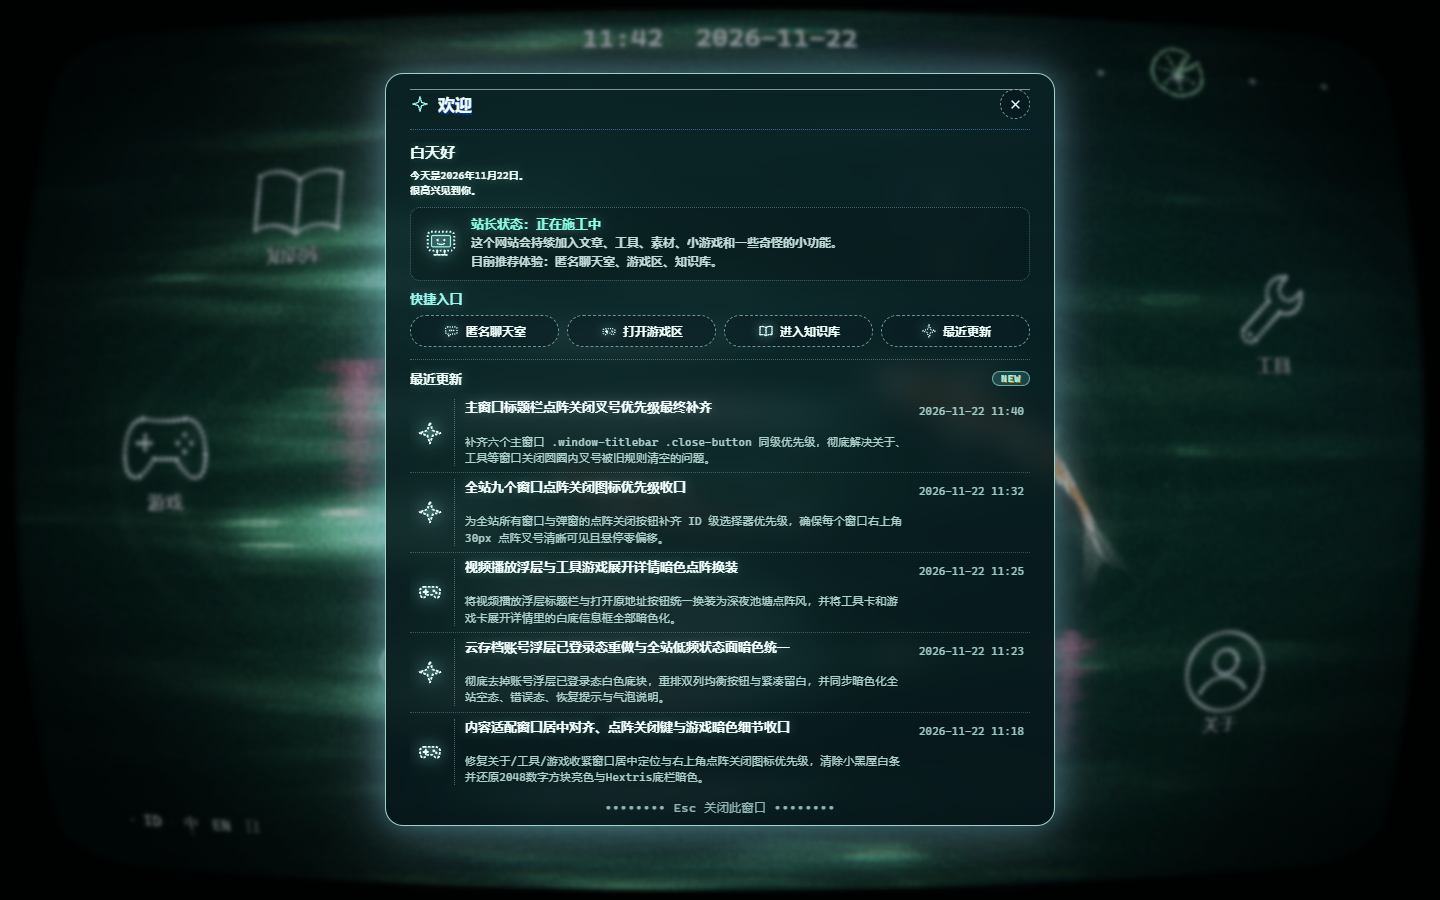 11:42 2026-11-22
欢迎
白天好
今天是2026年11月22日。
很高兴见到你。
站长状态：正在施工中
这个网站会持续加入文章、工具、素材、小游戏和一些奇怪的小功能。
目前推荐体验：匿名聊天室、游戏区、知识库。
快捷入口
匿名聊天室 打开游戏区 进入知识库 最近更新
最近更新 NEW
主窗口标题栏点阵关闭叉号优先级最终补齐 2026-11-22 11:40
补齐六个主窗口 .window-titlebar .close-button 同级优先级，彻底解决关于、
工具等窗口关闭圆圈内叉号被旧规则清空的问题。
全站九个窗口点阵关闭图标优先级收口 2026-11-22 11:32
为全站所有窗口与弹窗的点阵关闭按钮补齐 ID 级选择器优先级，确保每个窗口右上角
30px 点阵叉号清晰可见且悬停零偏移。
视频播放浮层与工具游戏展开详情暗色点阵换装 2026-11-22 11:25
将视频播放浮层标题栏与打开原地址按钮统一换装为深夜池塘点阵风，并将工具卡和游
戏卡展开详情里的白底信息框全部暗色化。
云存档账号浮层已登录态重做与全站低频状态面暗色统一 2026-11-22 11:23
彻底去掉账号浮层已登录态白色底块，重排双列均衡按钮与紧凑留白，并同步暗色化全
站空态、错误态、恢复提示与气泡说明。
内容适配窗口居中对齐、点阵关闭键与游戏暗色细节收口 2026-11-22 11:18
修复关于/工具/游戏收紧窗口居中定位与右上角点阵关闭图标优先级，清除小黑屋白条
并还原2048数字方块亮色与Hextris底栏暗色。
•••••••• Esc 关闭此窗口 ••••••••
工具
游戏
关于
ID 中 EN